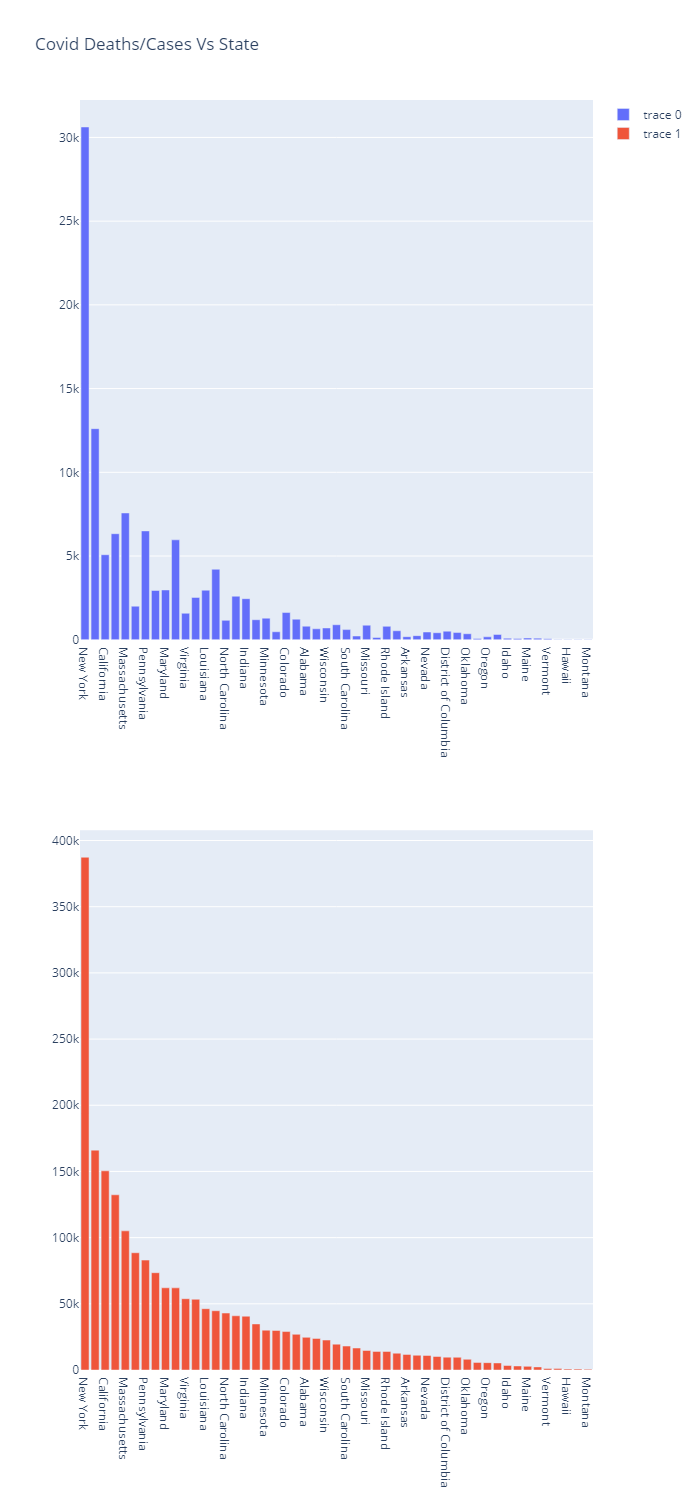 Covid Deaths/Cases Vs State
trace 0
trace 1
30k
25k
20k
15k
10k
5k
0
New York
California
Massachusetts
Pennsylvania
Maryland
Virginia
Louisiana
North Carolina
Indiana
Minnesota
Colorado
Alabama
Wisconsin
South Carolina
Missouri
Rhode Island
Arkansas
Nevada
District of Columbia
Oklahoma
Oregon
Idaho
Maine
Vermont
Hawaii
Montana
400k
350k
300k
250k
200k
150k
100k
50k
0
New York
California
Massachusetts
Pennsylvania
Maryland
Virginia
Louisiana
North Carolina
Indiana
Minnesota
Colorado
Alabama
Wisconsin
South Carolina
Missouri
Rhode Island
Arkansas
Nevada
District of Columbia
Oklahoma
Oregon
Idaho
Maine
Vermont
Hawaii
Montana